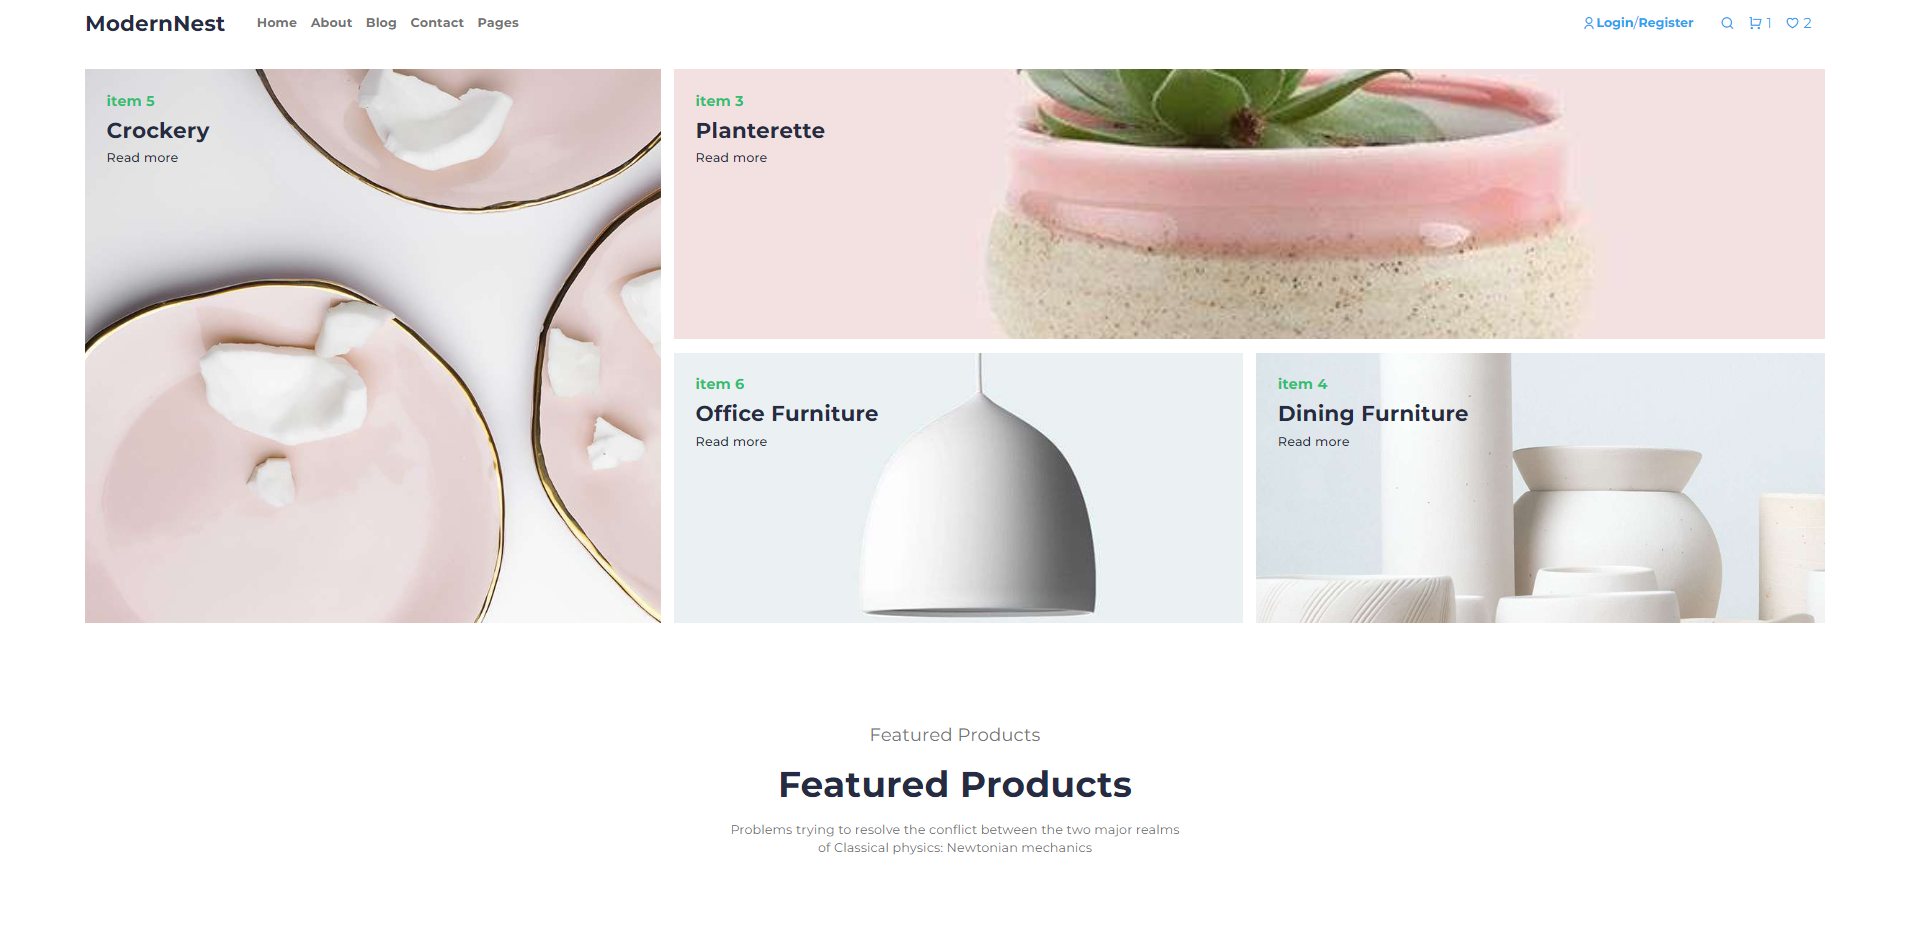 ModernNest
Home About Blog Contact Pages
Login/Register 1 2
item 5
Crockery
Read more
item 3
Planterette
Read more
item 6
Office Furniture
Read more
item 4
Dining Furniture
Read more
Featured Products
Featured Products
Problems trying to resolve the conflict between the two major realms
of Classical physics: Newtonian mechanics